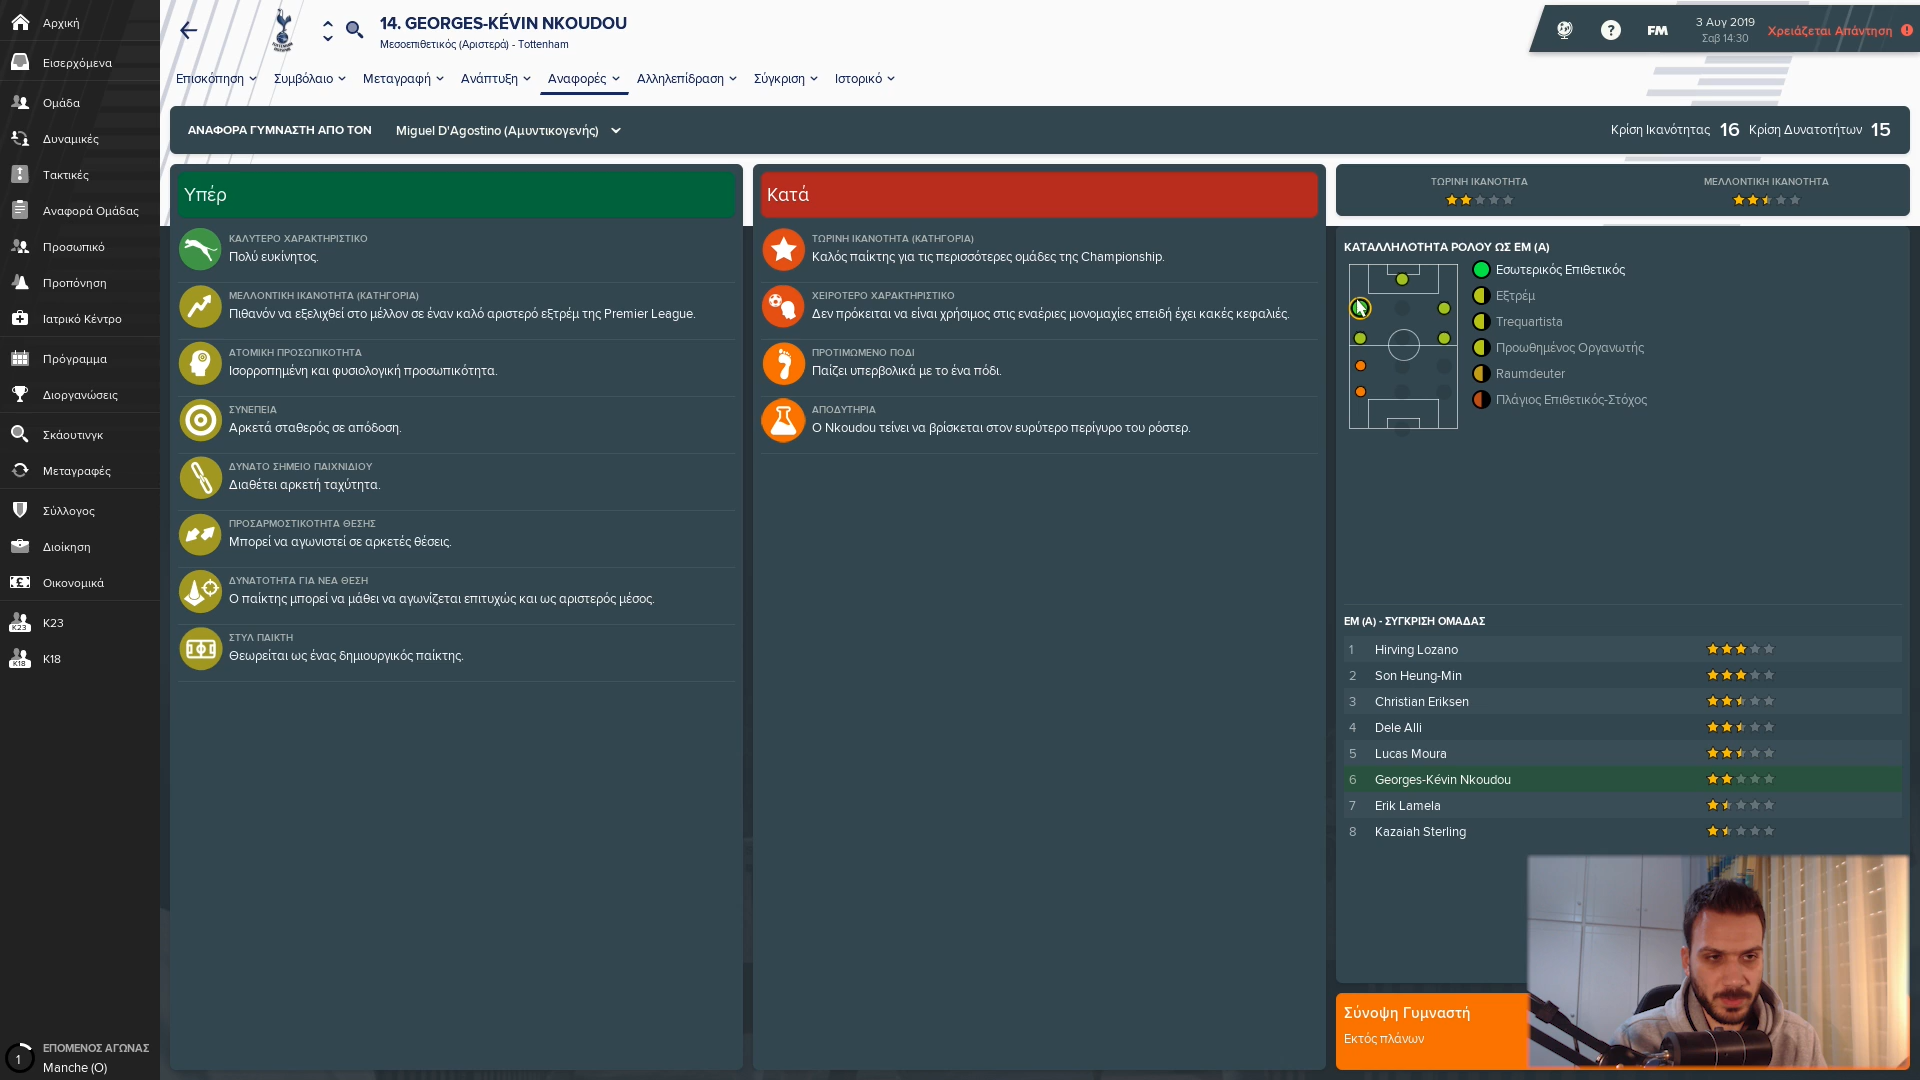 Αρχική
Εισερχόμενα
Ομάδα
Δυναμικές
Τακτικές
Αναφορά Ομάδας
Προσωπικό
Προπόνηση
Ιατρικό Κέντρο
Πρόγραμμα
Διοργανώσεις
Σκάουτινγκ
Μεταγραφές
Σύλλογος
Διοίκηση
Οικονομικά
K23
K23
K18
K18
1
ΕΠΟΜΕΝΟΣ ΑΓΩΝΑΣ
Manche (Ο)
14. GEORGES-KÉVIN NKOUDOU
Μεσοεπιθετικός (Αριστερά) - Tottenham
? FM
3 Αυγ 2019
Σαβ 14:30
Χρειάζεται Απάντηση
Επισκόπηση Συμβόλαιο Μεταγραφή Ανάπτυξη Αναφορές Αλληλεπίδραση Σύγκριση Ιστορικό
ΑΝΑΦΟΡΑ ΓΥΜΝΑΣΤΗ ΑΠΟ ΤΟΝ Miguel D'Agostino (Αμυντικογενής)
Κρίση Ικανότητας 16 Κρίση Δυνατοτήτων 15
Υπέρ
ΚΑΛΥΤΕΡΟ ΧΑΡΑΚΤΗΡΙΣΤΙΚΟ
Πολύ ευκίνητος.
ΜΕΛΛΟΝΤΙΚΗ ΙΚΑΝΟΤΗΤΑ (ΚΑΤΗΓΟΡΙΑ)
Πιθανόν να εξελιχθεί στο μέλλον σε έναν καλό αριστερό εξτρέμ της Premier League.
ΑΤΟΜΙΚΗ ΠΡΟΣΩΠΙΚΟΤΗΤΑ
Ισορροπημένη και φυσιολογική προσωπικότητα.
ΣΥΝΕΠΕΙΑ
Αρκετά σταθερός σε απόδοση.
ΔΥΝΑΤΟ ΣΗΜΕΙΟ ΠΑΙΧΝΙΔΙΟΥ
Διαθέτει αρκετή ταχύτητα.
ΠΡΟΣΑΡΜΟΣΤΙΚΟΤΗΤΑ ΘΕΣΗΣ
Μπορεί να αγωνιστεί σε αρκετές θέσεις.
ΔΥΝΑΤΟΤΗΤΑ ΓΙΑ ΝΕΑ ΘΕΣΗ
Ο παίκτης μπορεί να μάθει να αγωνίζεται επιτυχώς και ως αριστερός μέσος.
ΣΤΥΛ ΠΑΙΚΤΗ
Θεωρείται ως ένας δημιουργικός παίκτης.
Κατά
ΤΩΡΙΝΗ ΙΚΑΝΟΤΗΤΑ (ΚΑΤΗΓΟΡΙΑ)
Καλός παίκτης για τις περισσότερες ομάδες της Championship.
ΧΕΙΡΟΤΕΡΟ ΧΑΡΑΚΤΗΡΙΣΤΙΚΟ
Δεν πρόκειται να είναι χρήσιμος στις εναέριες μονομαχίες επειδή έχει κακές κεφαλιές.
ΠΡΟΤΙΜΩΜΕΝΟ ΠΟΔΙ
Παίζει υπερβολικά με το ένα πόδι.
ΑΠΟΔΥΤΗΡΙΑ
Ο Nkoudou τείνει να βρίσκεται στον ευρύτερο περίγυρο του ρόστερ.
ΤΩΡΙΝΗ ΙΚΑΝΟΤΗΤΑ
ΜΕΛΛΟΝΤΙΚΗ ΙΚΑΝΟΤΗΤΑ
ΚΑΤΑΛΛΗΛΟΤΗΤΑ ΡΟΛΟΥ ΩΣ ΕΜ (Α)
Εσωτερικός Επιθετικός
Εξτρέμ
Trequartista
Προωθημένος Οργανωτής
Raumdeuter
Πλάγιος Επιθετικός-Στόχος
ΕΜ (Α) - ΣΥΓΚΡΙΣΗ ΟΜΑΔΑΣ
1 Hirving Lozano
2 Son Heung-Min
3 Christian Eriksen
4 Dele Alli
5 Lucas Moura
6 Georges-Kévin Nkoudou
7 Erik Lamela
8 Kazaiah Sterling
Σύνοψη Γυμναστή
Εκτός πλάνων